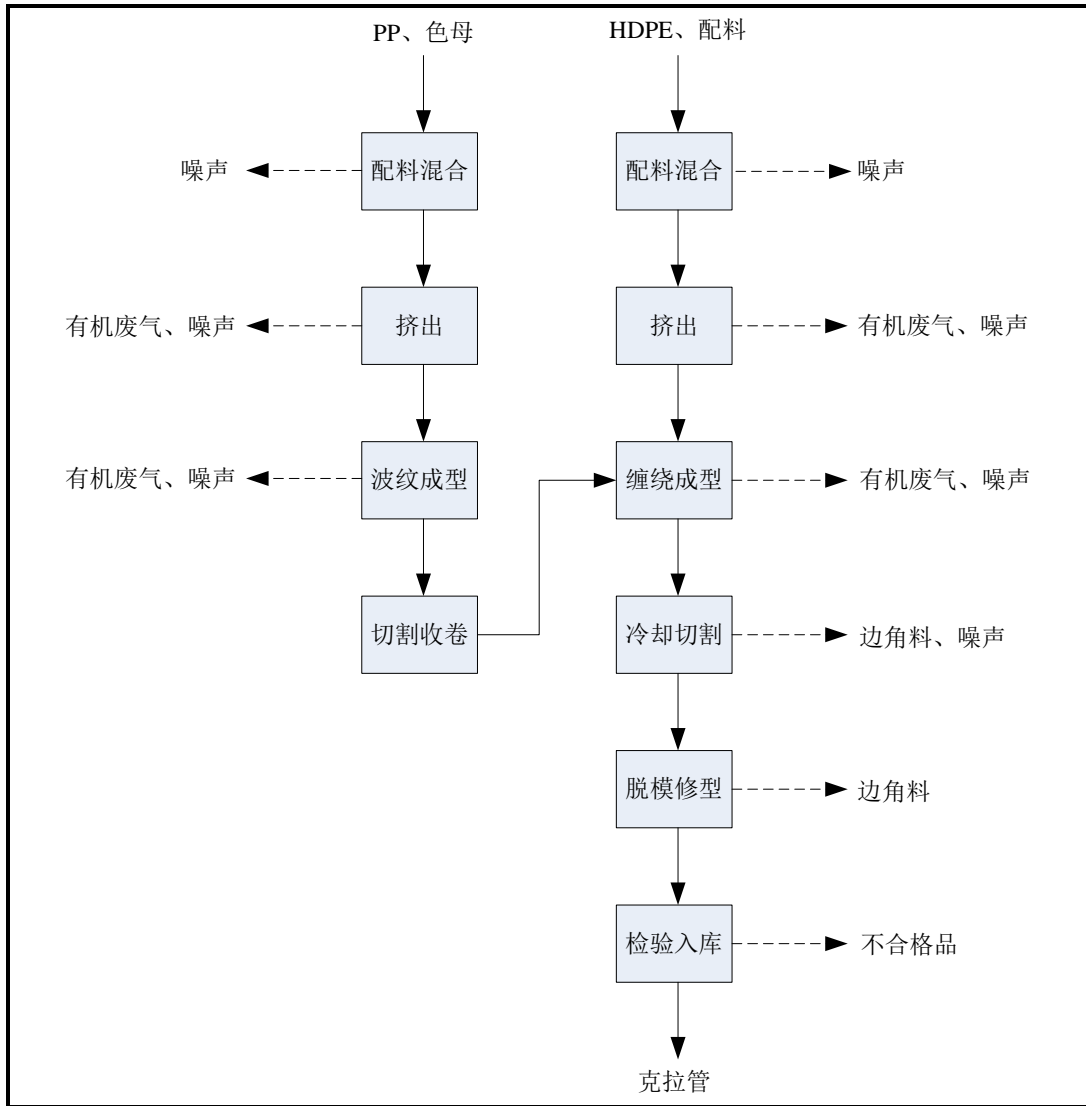 PP、色母
HDPE、配料
噪声
配料混合
配料混合
噪声
有机废气、噪声
挤出
挤出
有机废气、噪声
有机废气、噪声
波纹成型
缠绕成型
有机废气、噪声
切割收卷
冷却切割
边角料、噪声
脱模修型
边角料
检验入库
不合格品
克拉管